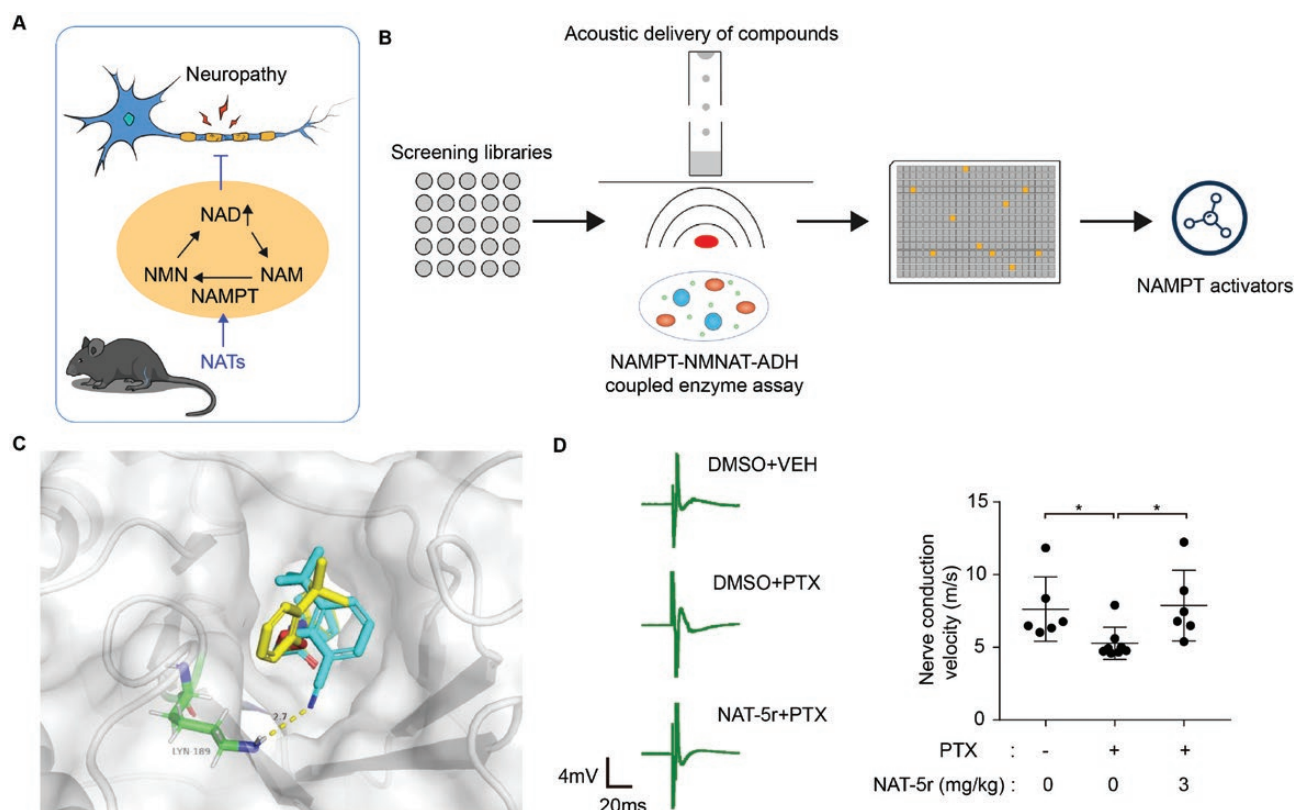 A
Neuropathy
NAD
NMN
NAM
NAMPT
NATs
B
Acoustic delivery of compounds
Screening libraries
NAMPT-NMNAT-ADH
coupled enzyme assay
NAMPT activators
C
2.7
LYN-189
D
DMSO+VEH
DMSO+PTX
NAT-5r+PTX
4mV
20ms
Nerve conduction
velocity (m/s)
15
10
5
0
* *
PTX : - + +
NAT-5r (mg/kg) : 0 0 3